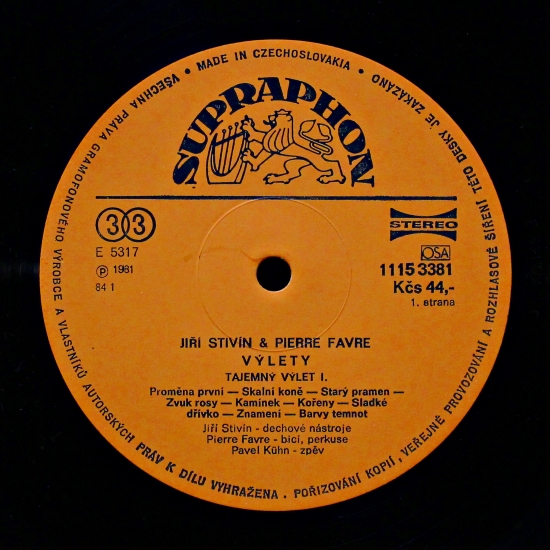 • MADE IN CZECHOSLOVAKIA •
VŠECHNA PRÁVA GRAMOFONOVÉHO VÝROBCE A VLASTNÍKŮ AUTORSKÝCH PRÁV K DÍLU VYHRAŽENA . POŘIZOVÁNÍ KOPIÍ , VEŘEJNÉ PROVOZOVÁNÍ A ROZHLASOVÉ ŠÍŘENÍ TÉTO DESKY JE ZAKÁZÁNO
SUPRAPHON
33
STEREO
E 5317
OSA
Ⓟ 1981
11153381
84 1
Kčs 44,-
1. strana
JIŘÍ STIVÍN & PIERRE FAVRE
VÝLETY
TAJEMNÝ VÝLET I.
Proměna první — Skalní koně — Starý pramen —
Zvuk rosy — Kamínek — Kořeny — Sladké
dřívko — Znamení — Barvy temnot
Jiří Stivín - dechové nástroje
Pierre Favre - bicí, perkuse
Pavel Kühn - zpěv